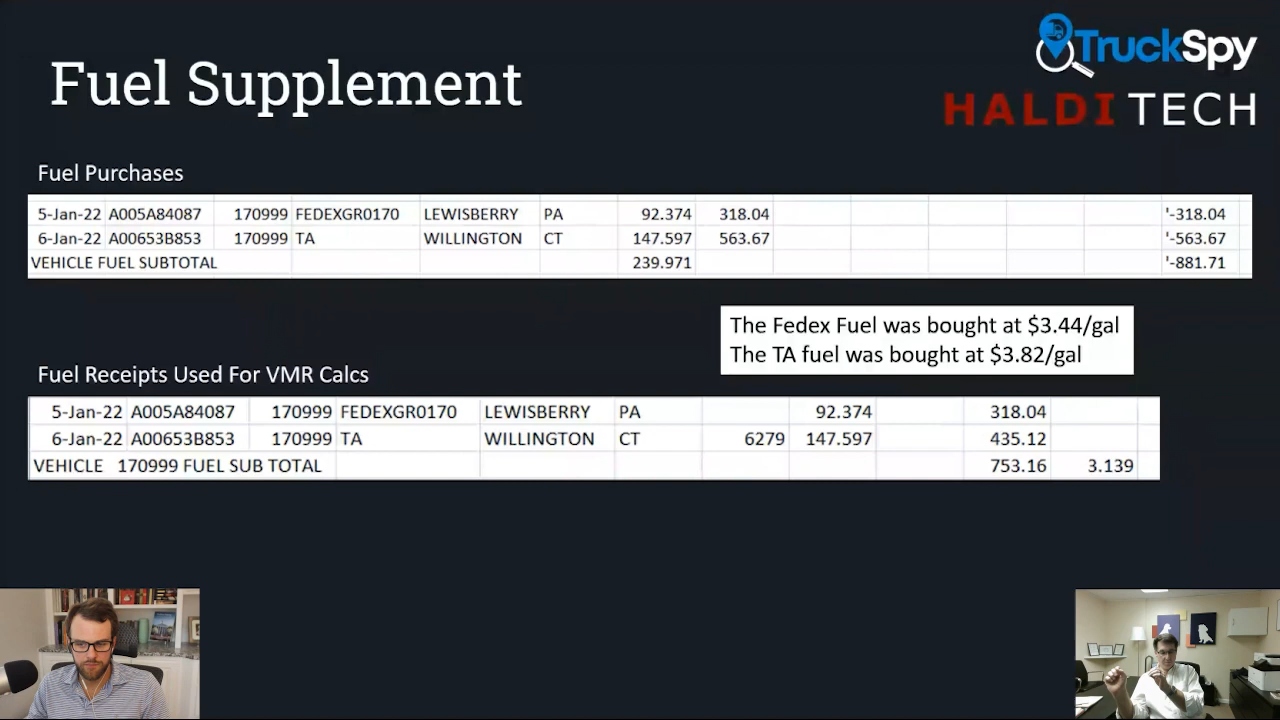 TruckSpy
Fuel Supplement
HALDI TECH
Fuel Purchases
5-Jan-22 A005A84087 170999 FEDEXGR0170 LEWISBERRY PA 92.374 318.04 '-318.04
6-Jan-22 A00653B853 170999 TA WILLINGTON CT 147.597 563.67 '-563.67
VEHICLE FUEL SUBTOTAL 239.971 '-881.71
The Fedex Fuel was bought at $3.44/gal
The TA fuel was bought at $3.82/gal
Fuel Receipts Used For VMR Calcs
5-Jan-22 A005A84087 170999 FEDEXGR0170 LEWISBERRY PA 92.374 318.04
6-Jan-22 A00653B853 170999 TA WILLINGTON CT 6279 147.597 435.12
VEHICLE 170999 FUEL SUB TOTAL 753.16 3.139